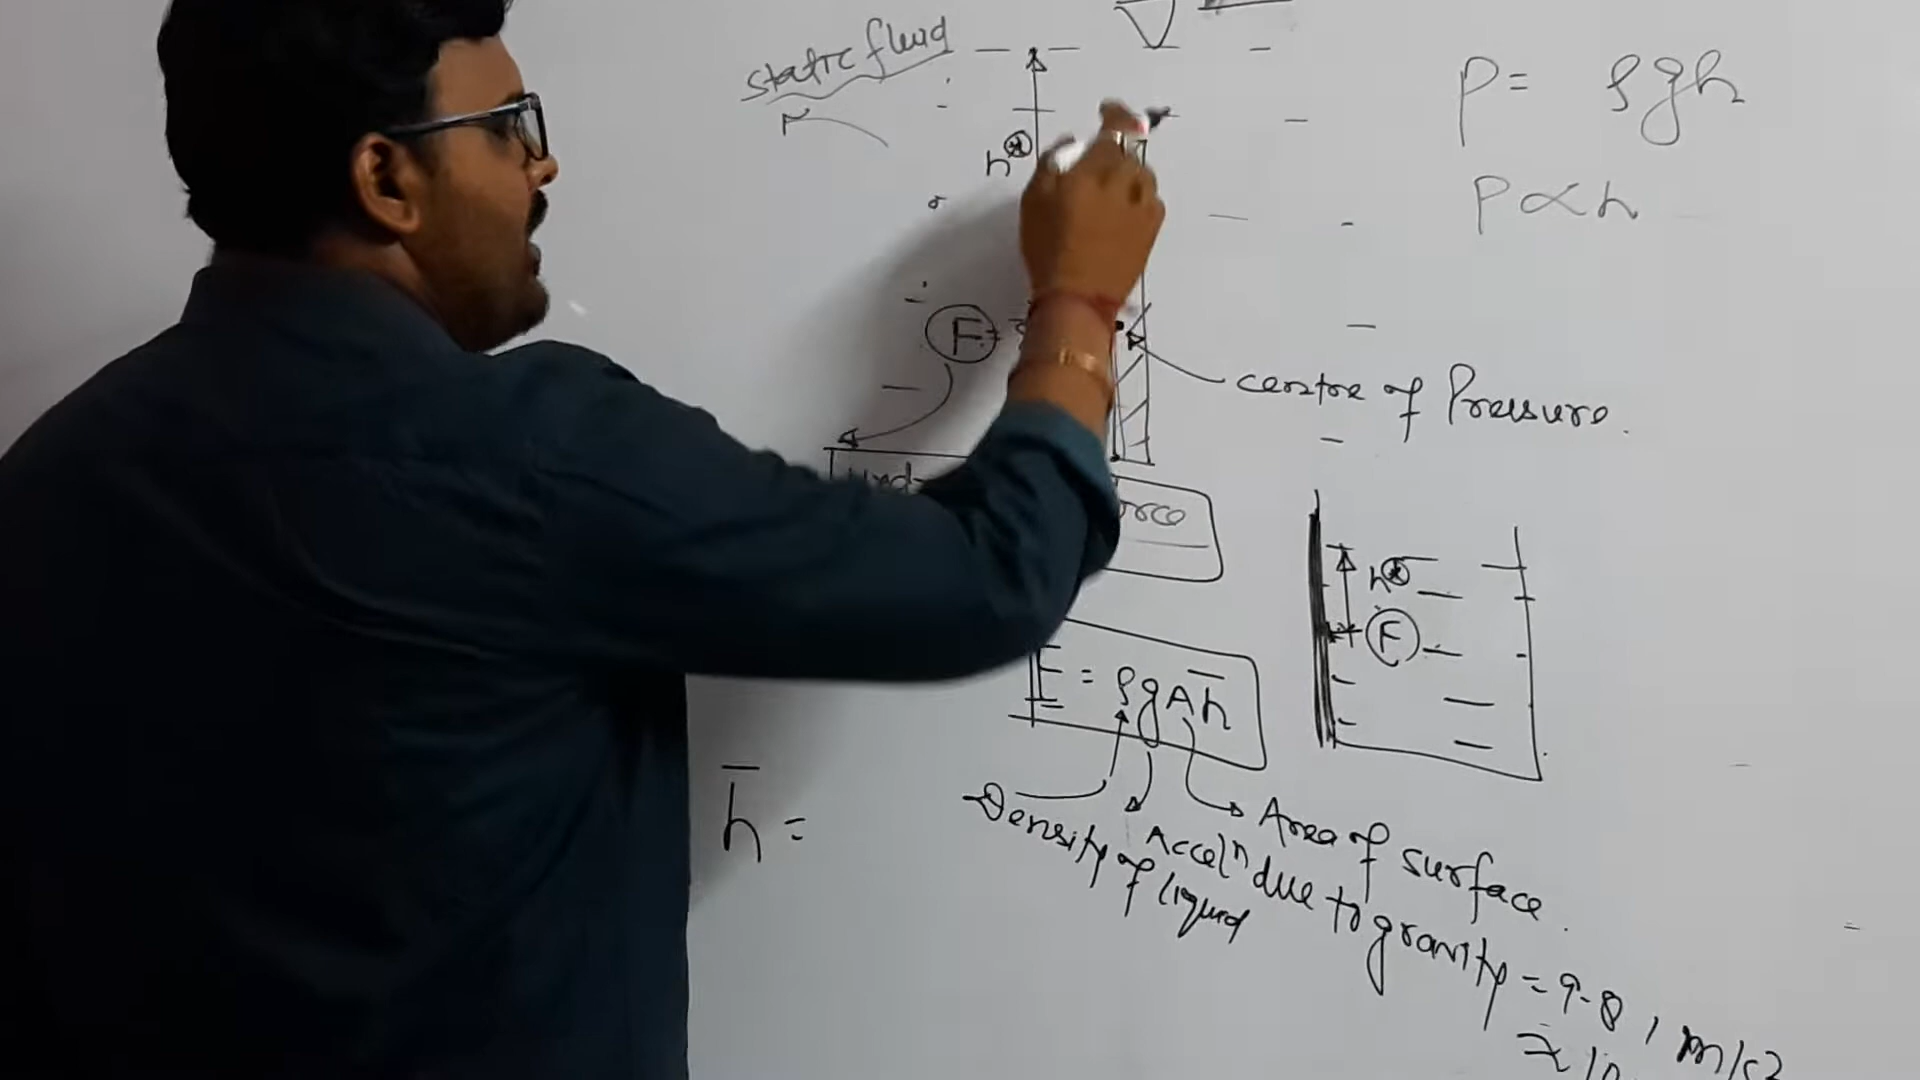 static fluid
P = ρgh
h⊛
P ∝ h
F =
centre of Pressure.
orce
h⊛
F
F = ρgAh̅
h̅ =
Density of liquid
Acceln due to gravity = 9.8, m/s2
Area of surface.